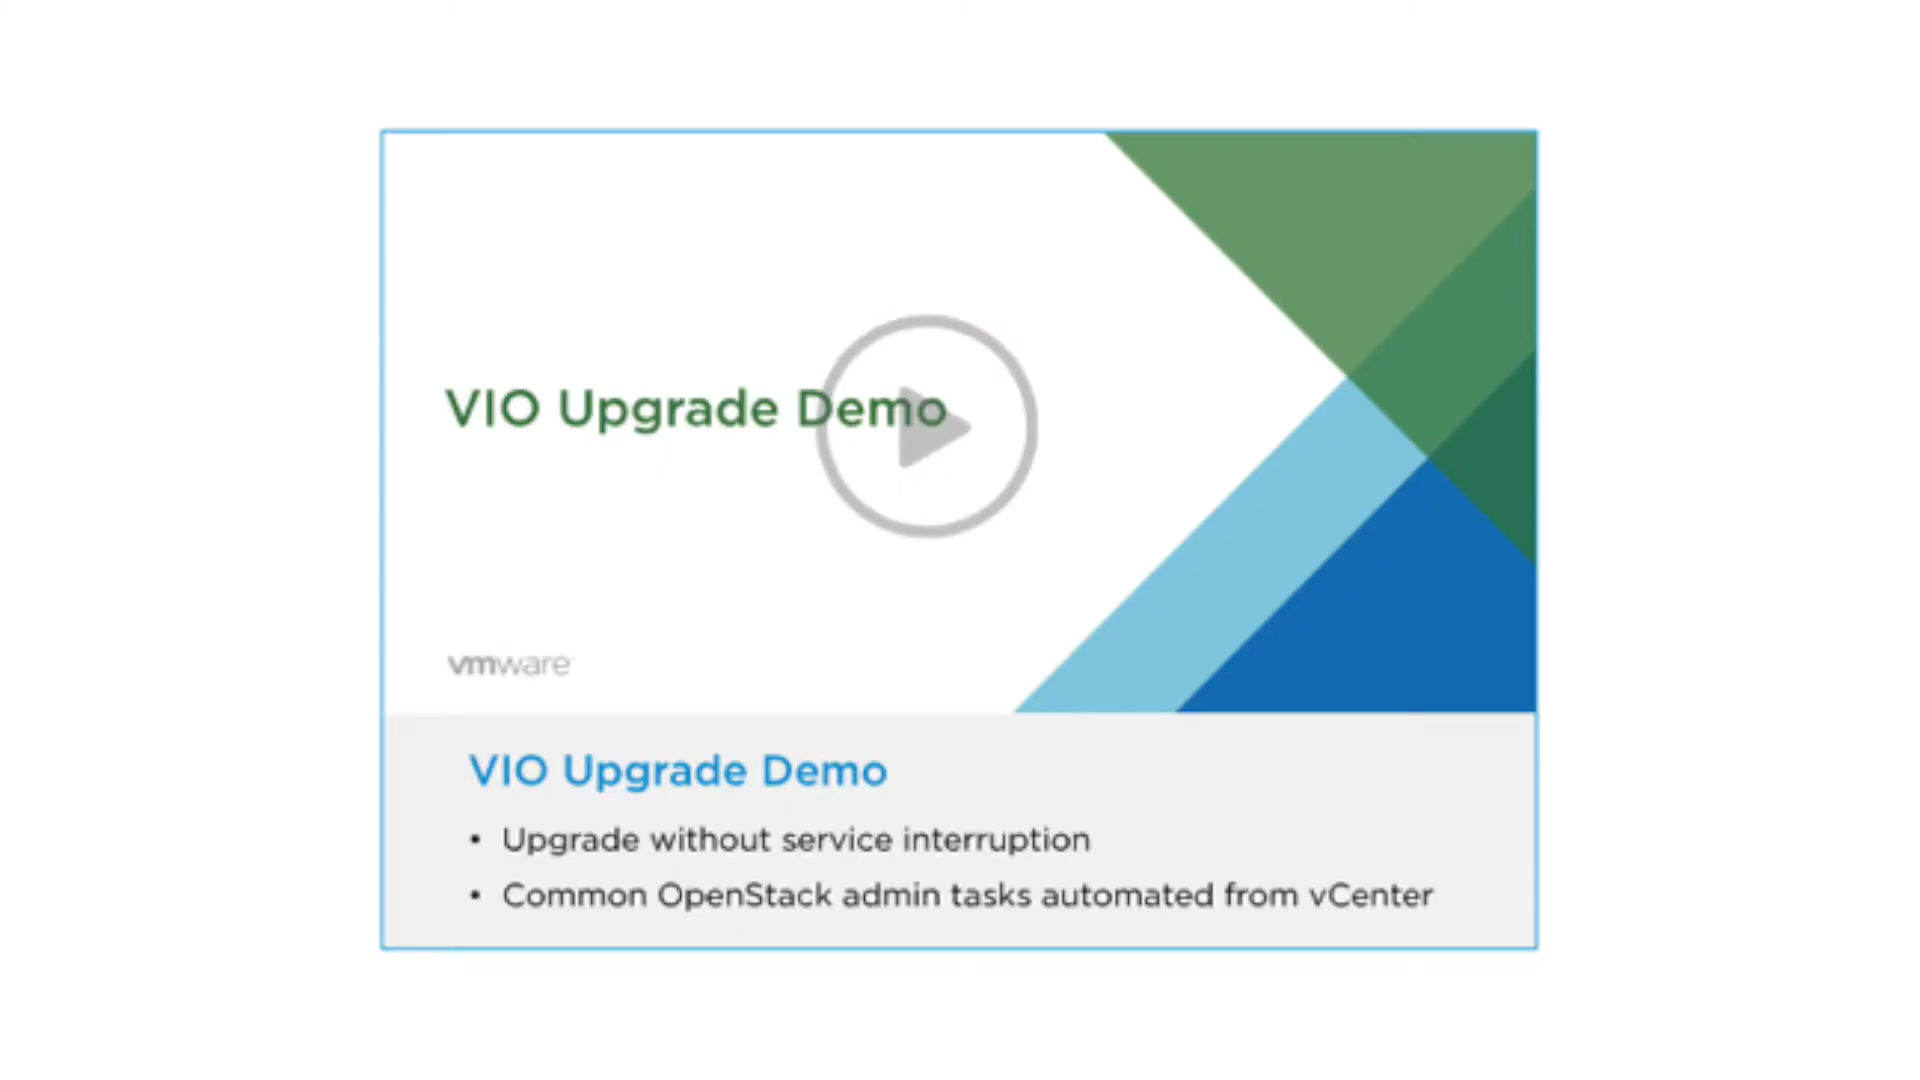 VIO Upgrade Demo
vmware
VIO Upgrade Demo
• Upgrade without service interruption
• Common OpenStack admin tasks automated from vCenter